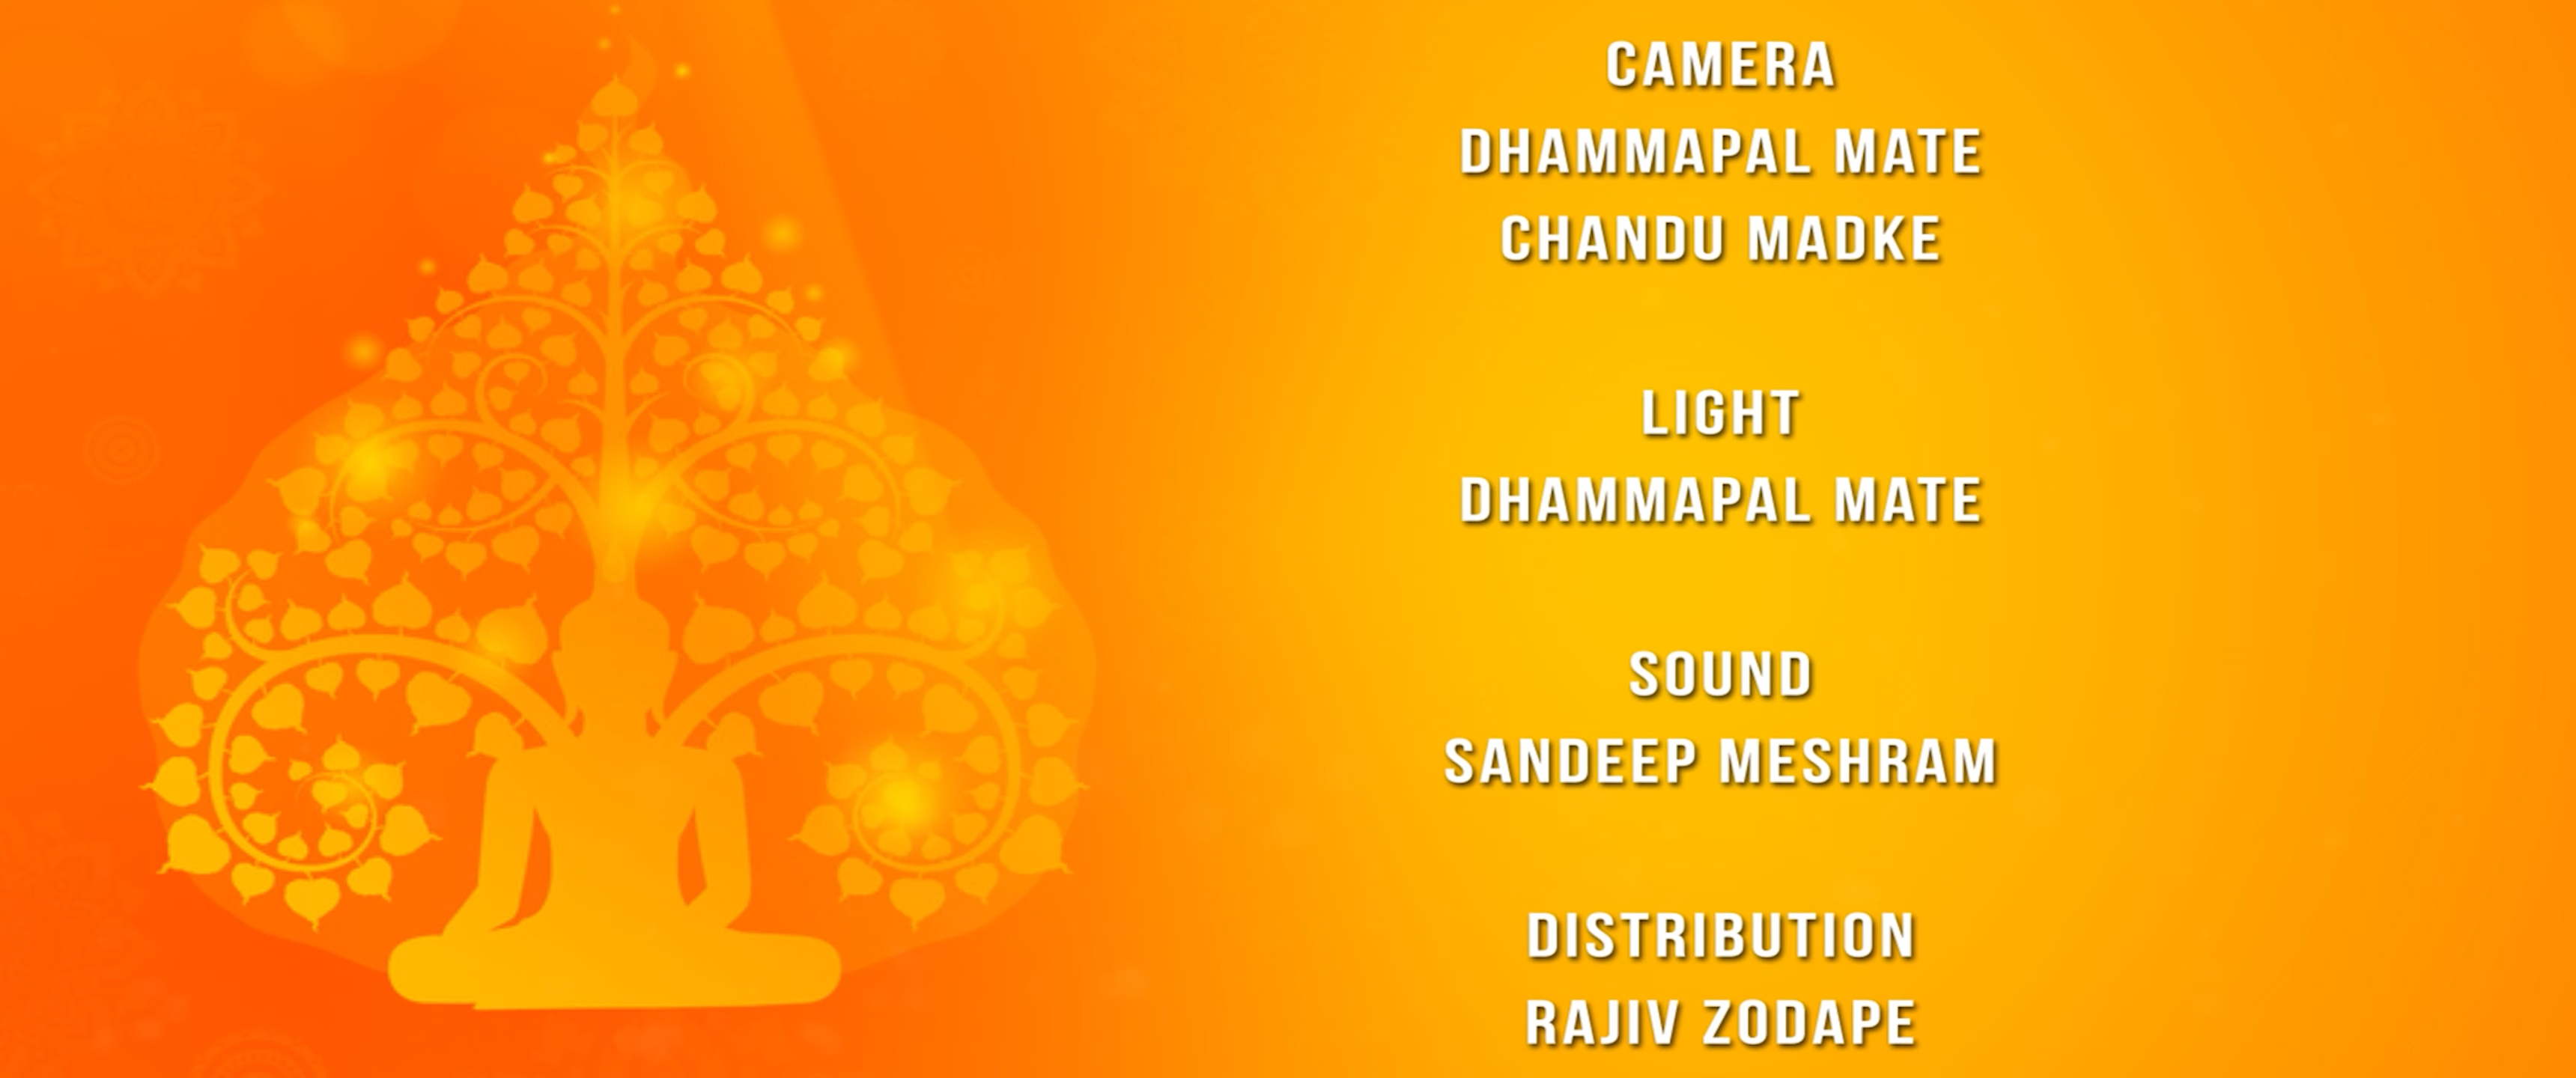 CAMERA
DHAMMAPAL MATE
CHANDU MADKE
LIGHT
DHAMMAPAL MATE
SOUND
SANDEEP MESHRAM
DISTRIBUTION
RAJIV ZODAPE